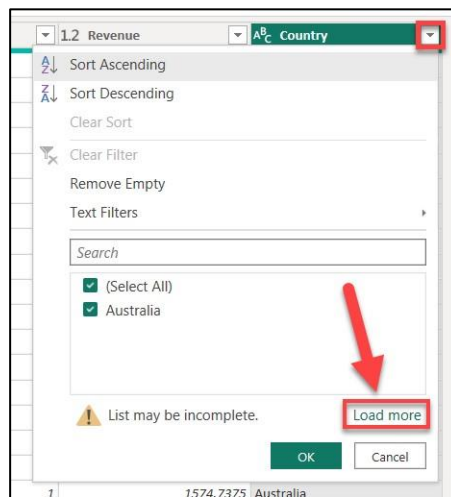 1.2 Revenue ABC Country
Sort Ascending
Sort Descending
Clear Sort
Clear Filter
Remove Empty
Text Filters
Search
(Select All)
Australia
List may be incomplete. Load more
OK Cancel
1 1574.7375 Australia